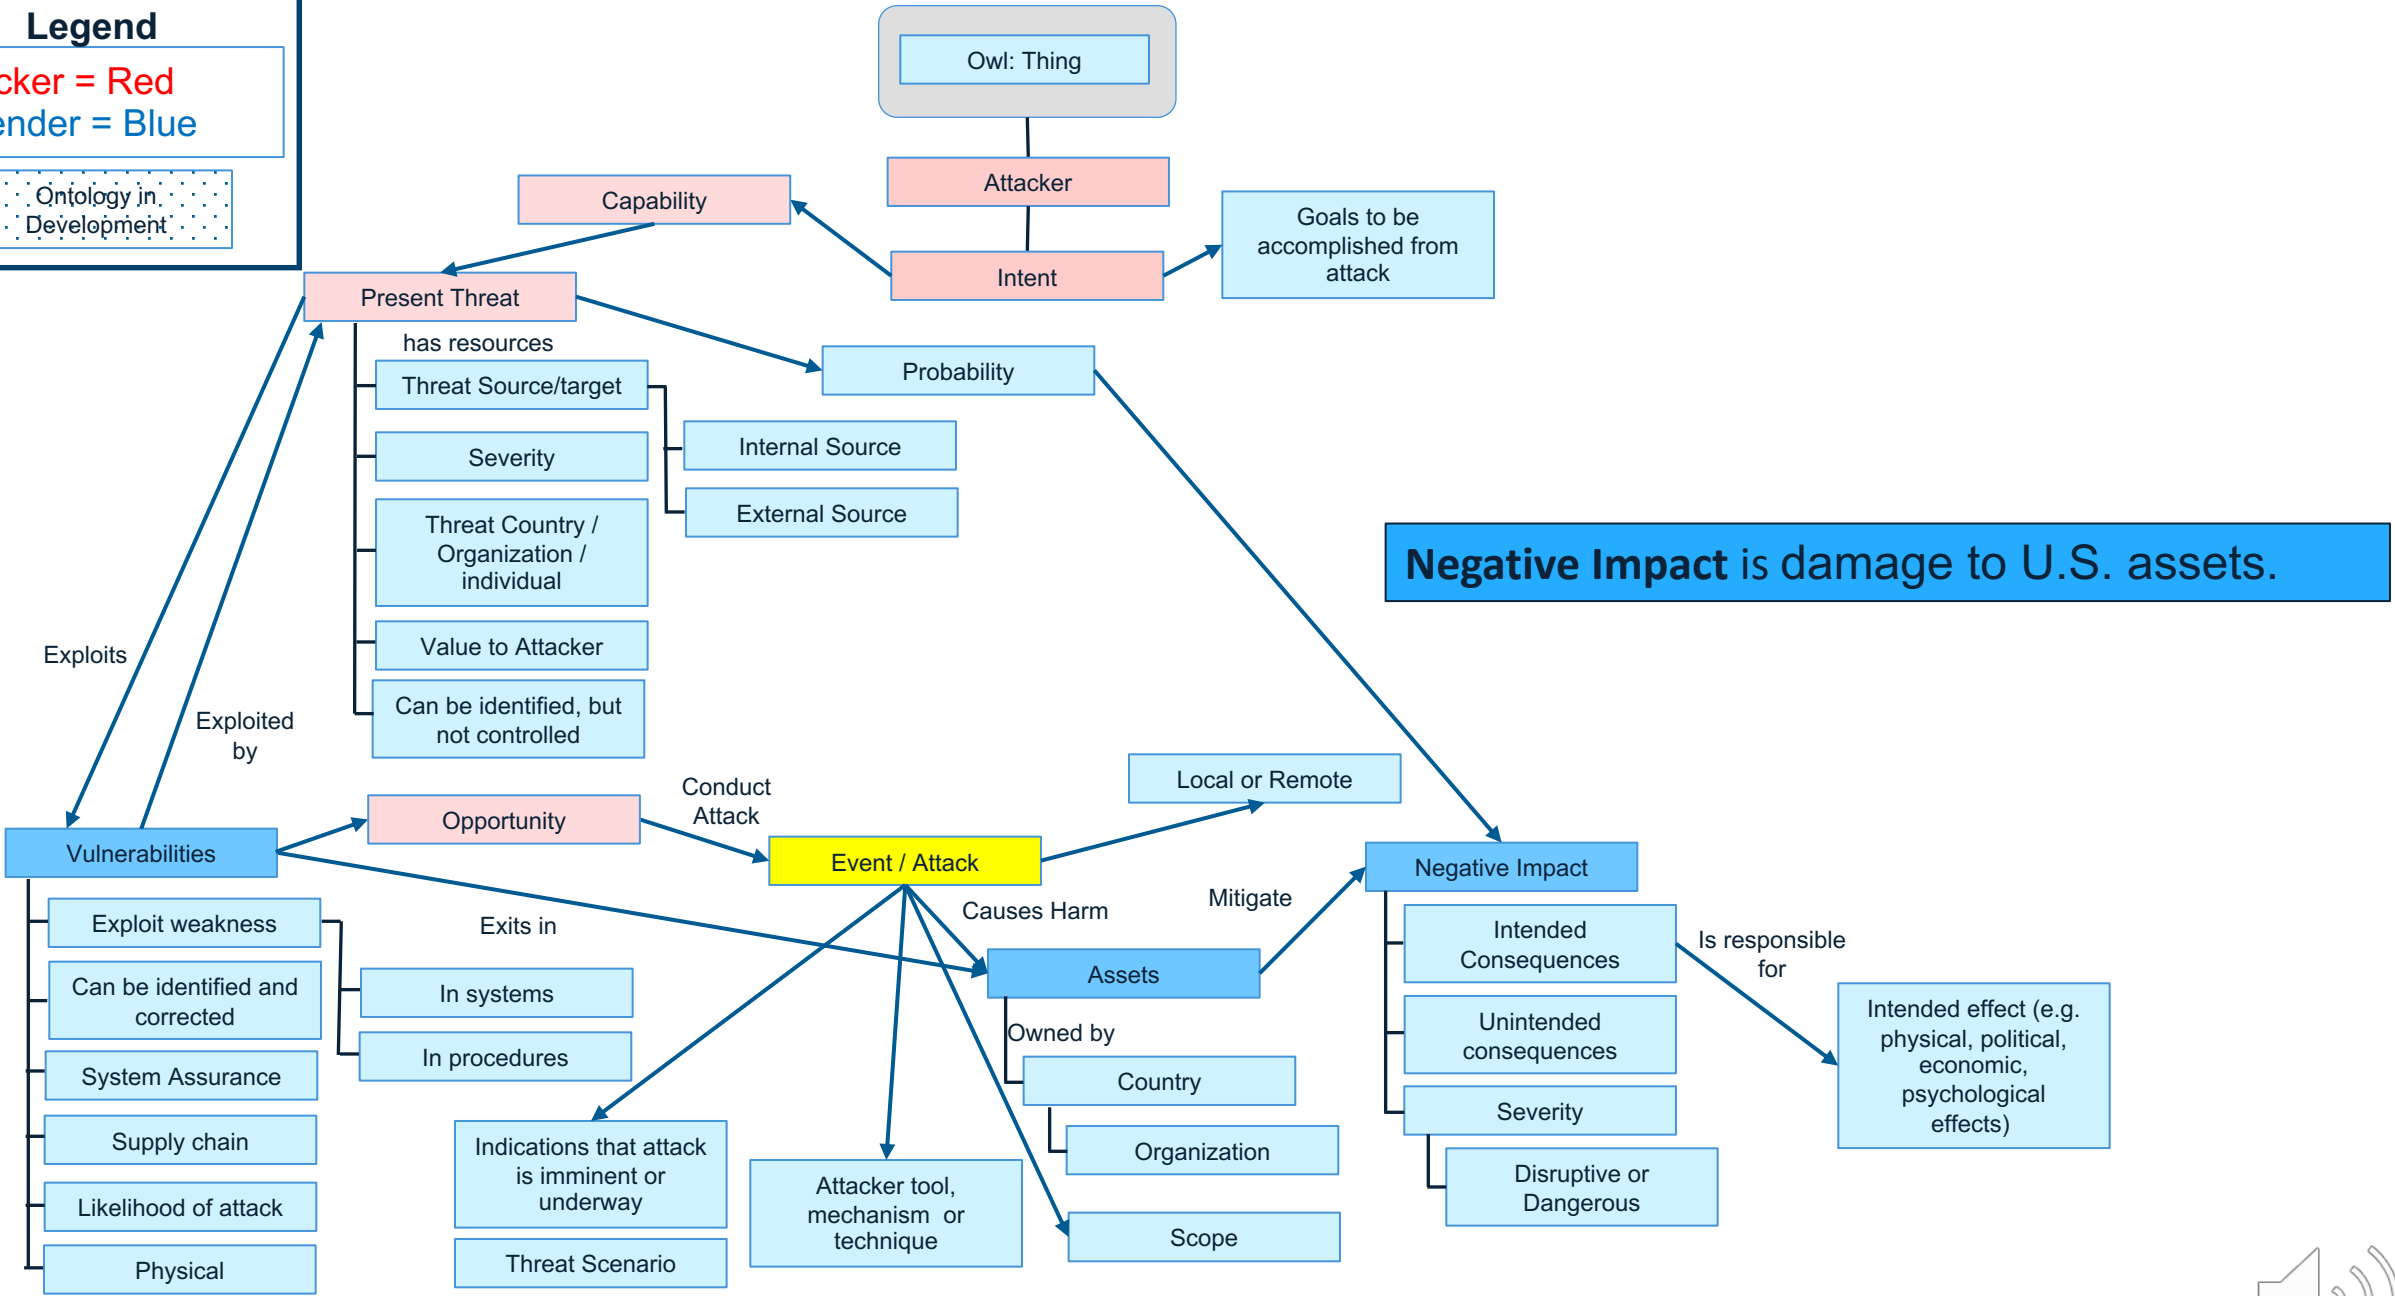 Legend
cker = Red
ender = Blue
Ontology in
Development
Owl: Thing
Attacker
Capability
Intent
Goals to be
accomplished from
attack
Present Threat
has resources
Threat Source/target
Probability
Severity
Internal Source
External Source
Threat Country /
Organization /
individual
Value to Attacker
Can be identified, but
not controlled
Negative Impact is damage to U.S. assets.
Exploits
Exploited
by
Vulnerabilities
Opportunity
Conduct
Attack
Event / Attack
Local or Remote
Negative Impact
Mitigate
Causes Harm
Exits in
Assets
Owned by
Country
Organization
Exploit weakness
Can be identified and
corrected
System Assurance
Supply chain
Likelihood of attack
Physical
In systems
In procedures
Indications that attack
is imminent or
underway
Threat Scenario
Attacker tool,
mechanism or
technique
Scope
Intended
Consequences
Unintended
consequences
Severity
Disruptive or
Dangerous
Is responsible
for
Intended effect (e.g.
physical, political,
economic,
psychological
effects)